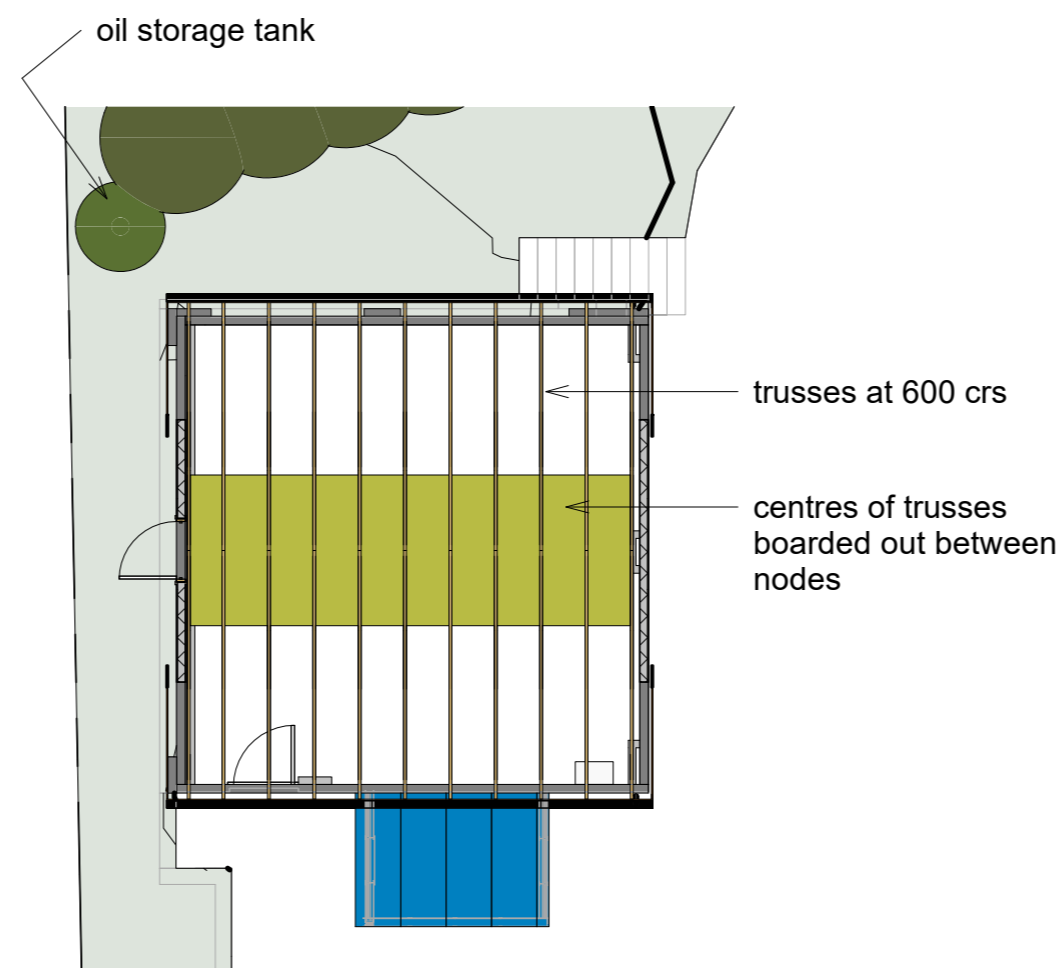 oil storage tank
trusses at 600 crs
centres of trusses
boarded out between
nodes